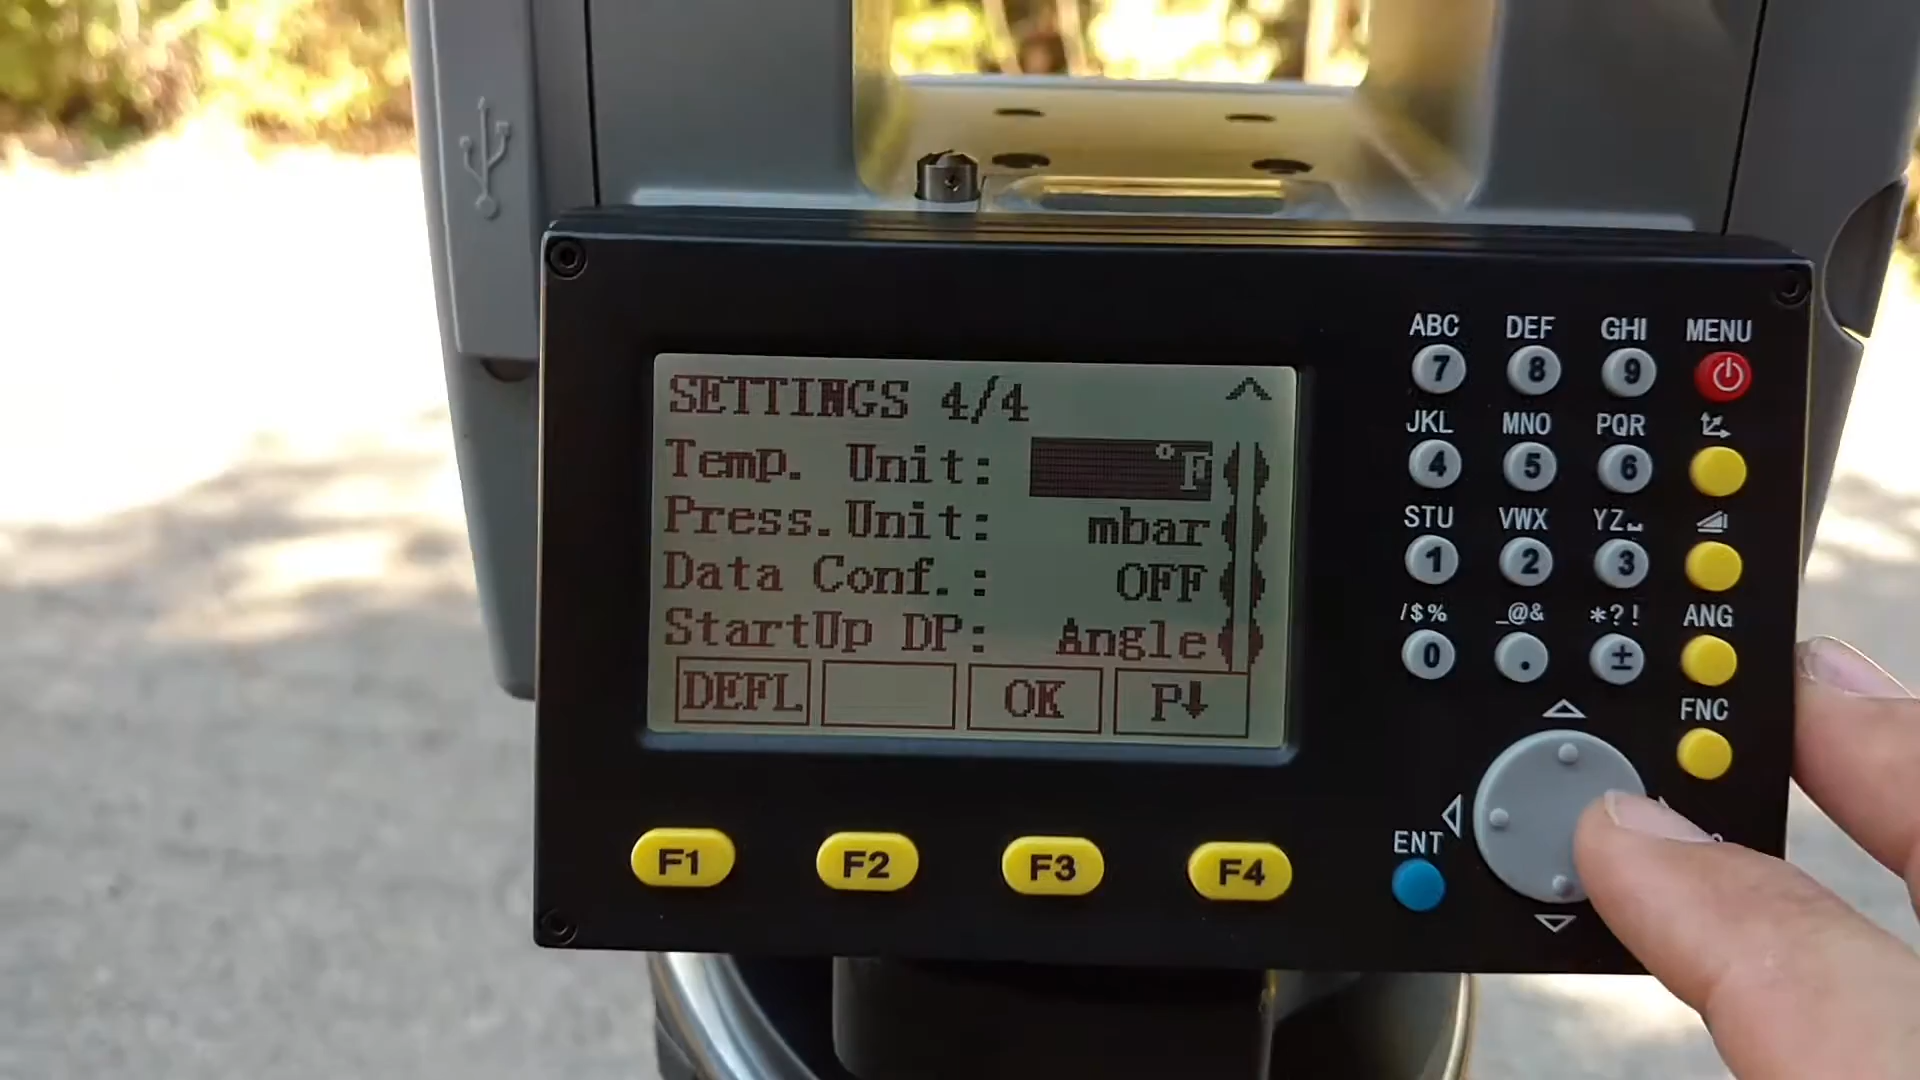 SETTINGS 4/4
Temp. Unit: °F
Press.Unit: mbar
Data Conf.: OFF
StartUp DP: Angle
DEFL OK P↓
F1 F2 F3 F4
ABC DEF GHI MENU
7 8 9
JKL MNO PQR
4 5 6
STU VWX YZ␣
1 2 3
/$% _@& *?! ANG
0 . ±
FNC
ENT